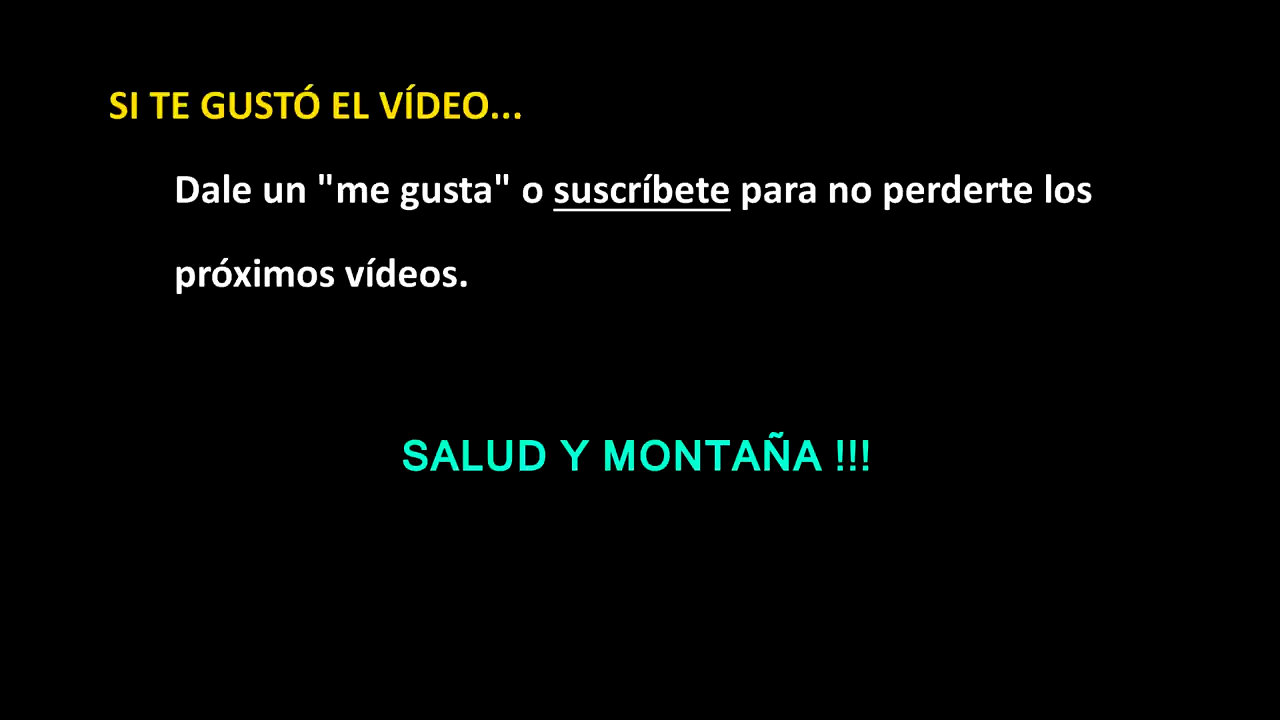 SI TE GUSTÓ EL VÍDEO...
Dale un "me gusta" o suscríbete para no perderte los
próximos vídeos.
SALUD Y MONTAÑA !!!